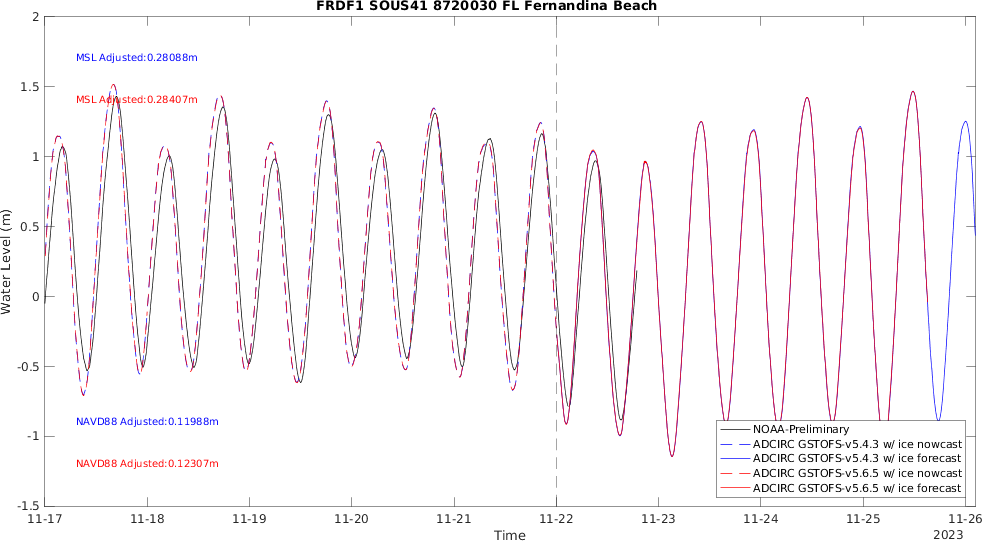 FRDF1 SOUS41 8720030 FL Fernandina Beach
2
MSL Adjusted:0.28088m
1.5
MSL Adjusted:0.28407m
1
0.5
Water Level (m)
0
-0.5
NAVD88 Adjusted:0.11988m
-1
NAVD88 Adjusted:0.12307m
-1.5
NOAA-Preliminary
ADCIRC GSTOFS-v5.4.3 w/ ice nowcast
ADCIRC GSTOFS-v5.4.3 w/ ice forecast
ADCIRC GSTOFS-v5.6.5 w/ ice nowcast
ADCIRC GSTOFS-v5.6.5 w/ ice forecast
11-17 11-18 11-19 11-20 11-21 11-22 11-23 11-24 11-25 11-26
Time
2023